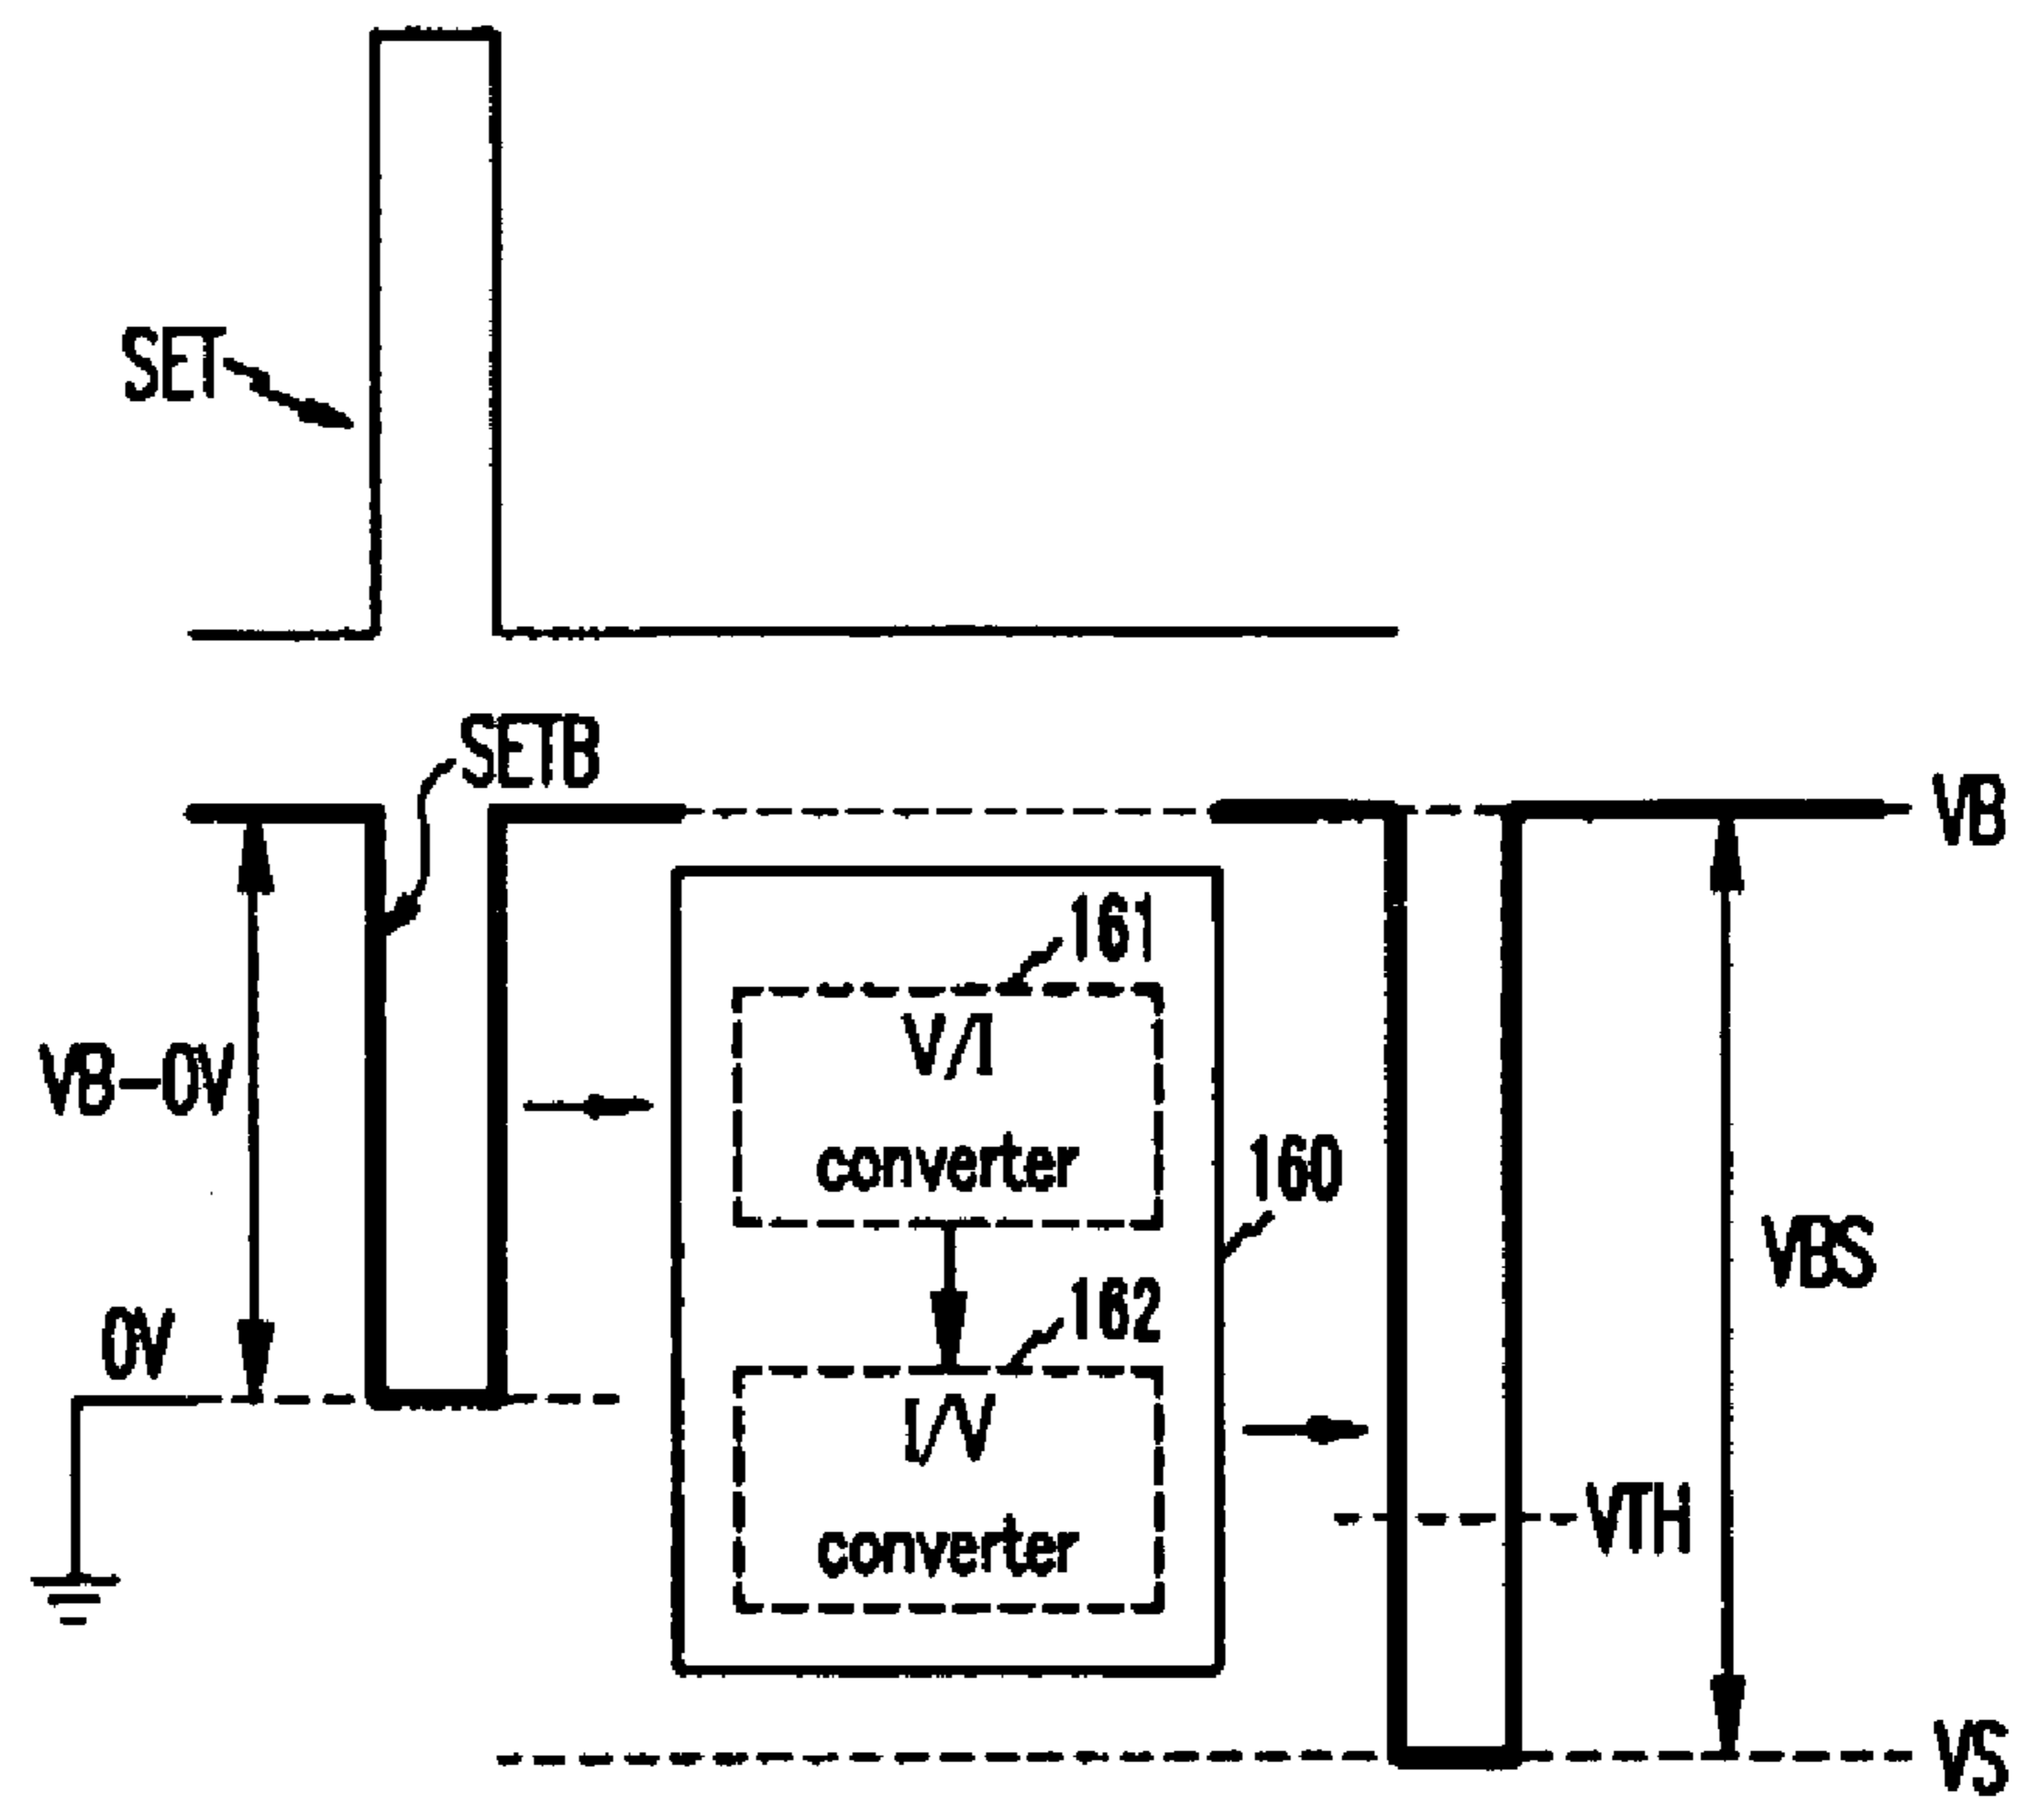 SET
SETB
VB
161
V/I
converter
VB-0V
160
VBS
162
0V
I/V
converter
VTH
VS